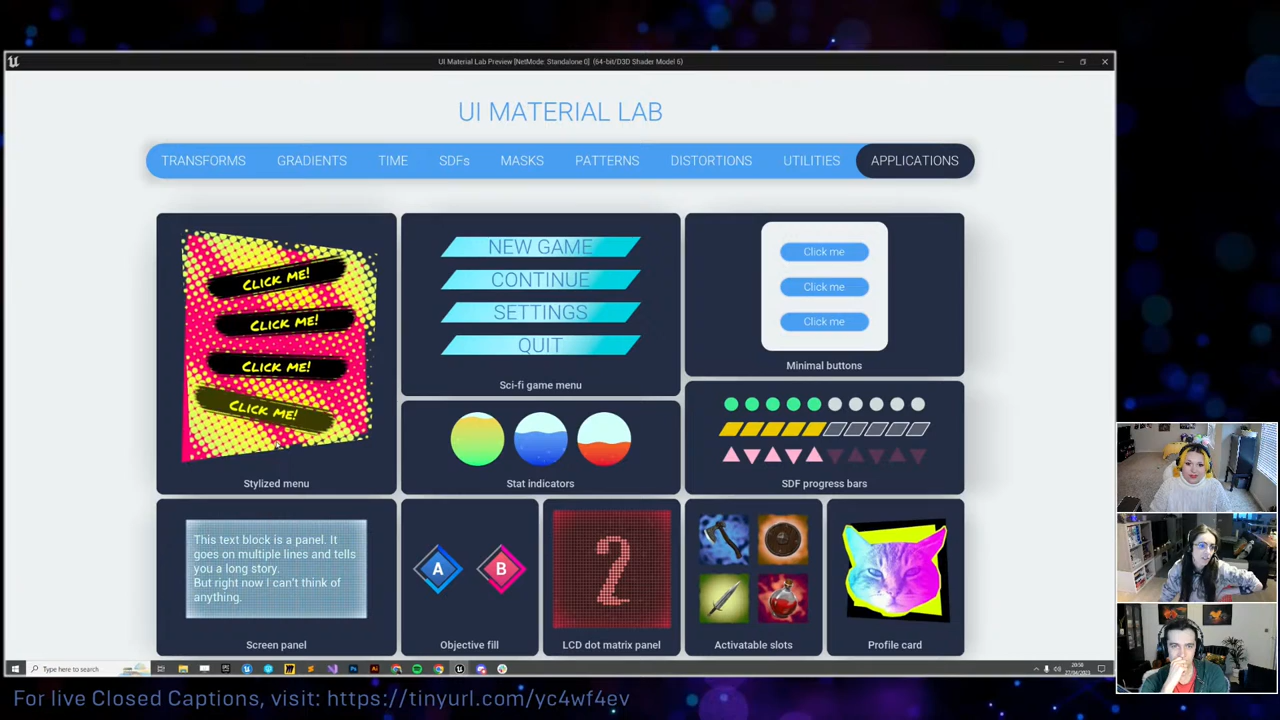 UI Material Lab Preview [NetMode: Standalone 0] (64-bit/D3D Shader Model 6)
UI MATERIAL LAB
TRANSFORMS GRADIENTS TIME SDFs MASKS PATTERNS DISTORTIONS UTILITIES APPLICATIONS
CLICK ME!
CLICK ME!
CLICK ME!
CLICK ME!
Stylized menu
NEW GAME
CONTINUE
SETTINGS
QUIT
Sci-fi game menu
Click me
Click me
Click me
Minimal buttons
Stat indicators
SDF progress bars
This text block is a panel. It
goes on multiple lines and tells
you a long story.
But right now I can't think of
anything.
Screen panel
A B
Objective fill
2
LCD dot matrix panel
Activatable slots
Profile card
Type here to search
20:56
27/04/2023
For live Closed Captions, visit: https://tinyurl.com/yc4wf4ev